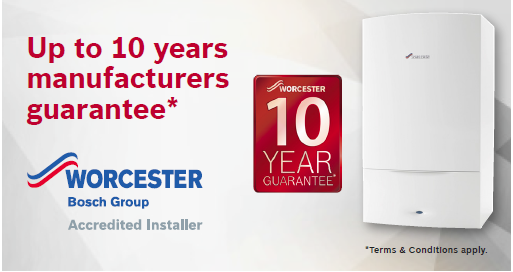 Up to 10 years
manufacturers
guarantee*
WORCESTER
Bosch Group
Accredited Installer
WORCESTER
10
YEAR
GUARANTEE*
*Terms & Conditions apply.